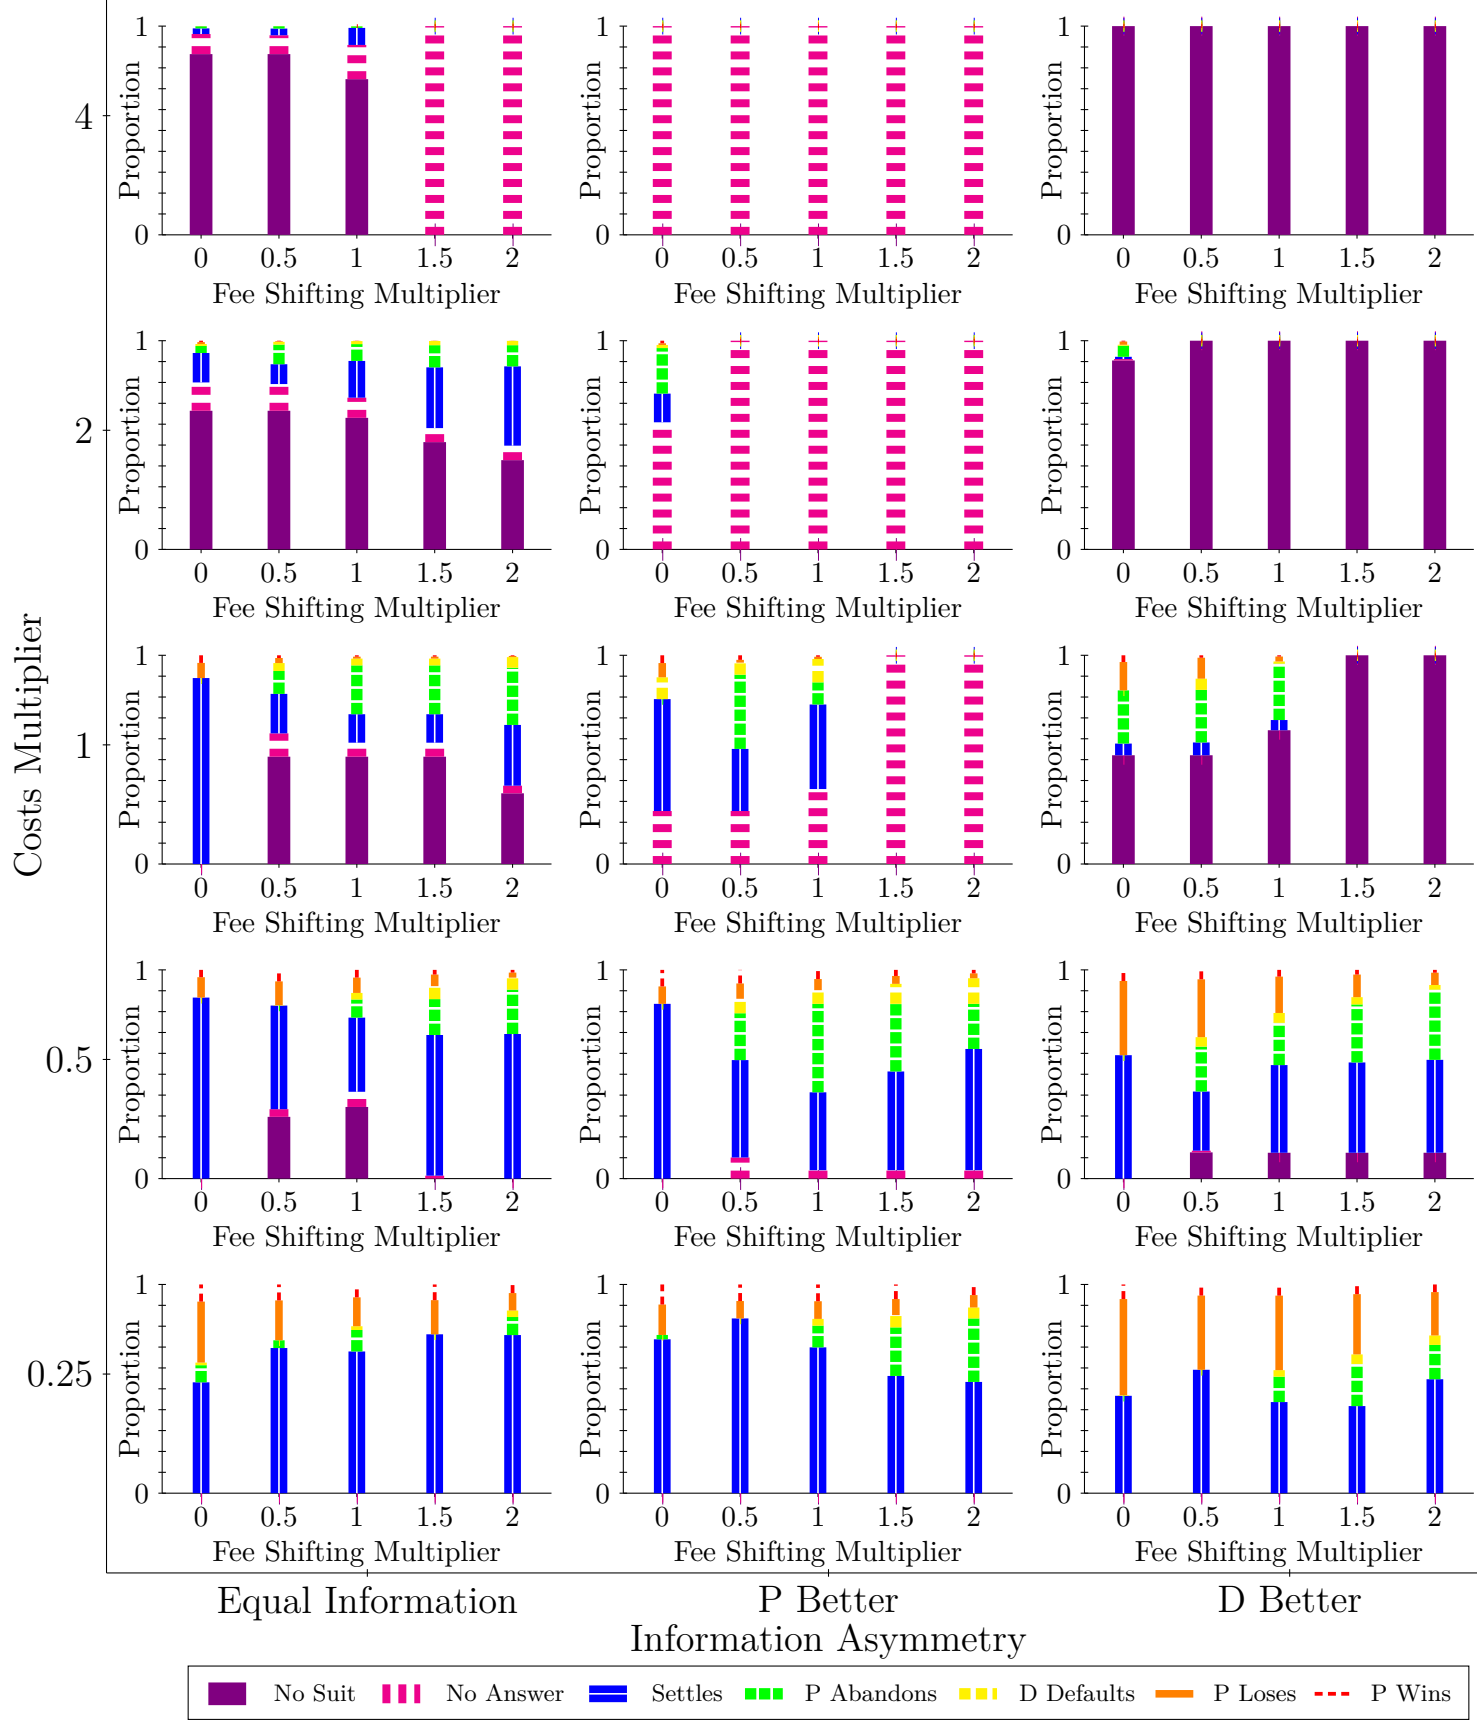 Costs Multiplier
4
Proportion
1
0
0 0.5 1 1.5 2
Fee Shifting Multiplier
Proportion
1
0
0 0.5 1 1.5 2
Fee Shifting Multiplier
Proportion
1
0
0 0.5 1 1.5 2
Fee Shifting Multiplier
2
Proportion
1
0
0 0.5 1 1.5 2
Fee Shifting Multiplier
Proportion
1
0
0 0.5 1 1.5 2
Fee Shifting Multiplier
Proportion
1
0
0 0.5 1 1.5 2
Fee Shifting Multiplier
1
Proportion
1
0
0 0.5 1 1.5 2
Fee Shifting Multiplier
Proportion
1
0
0 0.5 1 1.5 2
Fee Shifting Multiplier
Proportion
1
0
0 0.5 1 1.5 2
Fee Shifting Multiplier
0.5
Proportion
1
0
0 0.5 1 1.5 2
Fee Shifting Multiplier
Proportion
1
0
0 0.5 1 1.5 2
Fee Shifting Multiplier
Proportion
1
0
0 0.5 1 1.5 2
Fee Shifting Multiplier
0.25
Proportion
1
0
0 0.5 1 1.5 2
Fee Shifting Multiplier
Proportion
1
0
0 0.5 1 1.5 2
Fee Shifting Multiplier
Proportion
1
0
0 0.5 1 1.5 2
Fee Shifting Multiplier
Equal Information P Better D Better
Information Asymmetry
No Suit No Answer Settles P Abandons D Defaults P Loses P Wins